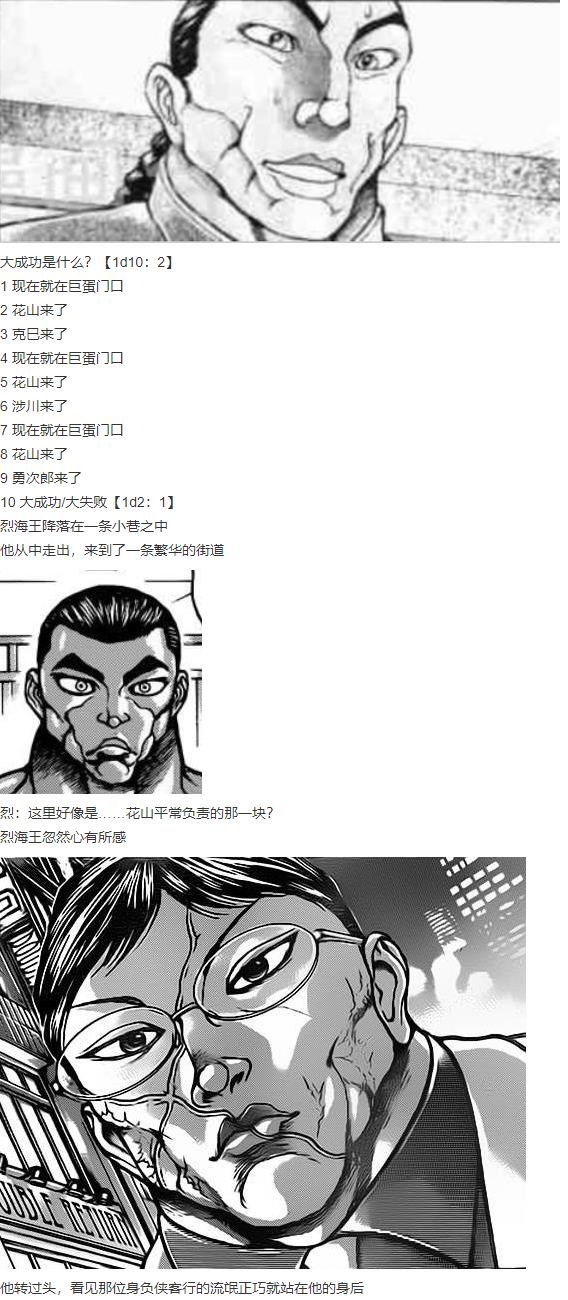 大成功是什么？【1d10：2】
1 现在就在巨蛋门口
2 花山来了
3 克巳来了
4 现在就在巨蛋门口
5 花山来了
6 涉川来了
7 现在就在巨蛋门口
8 花山来了
9 勇次郎来了
10 大成功/大失败【1d2：1】
烈海王降落在一条小巷之中
他从中走出，来到了一条繁华的街道
烈：这里好像是……花山平常负责的那一块？
烈海王忽然心有所感
OUBLE RETURN
他转过头，看见那位身负侠客行的流氓正巧就站在他的身后